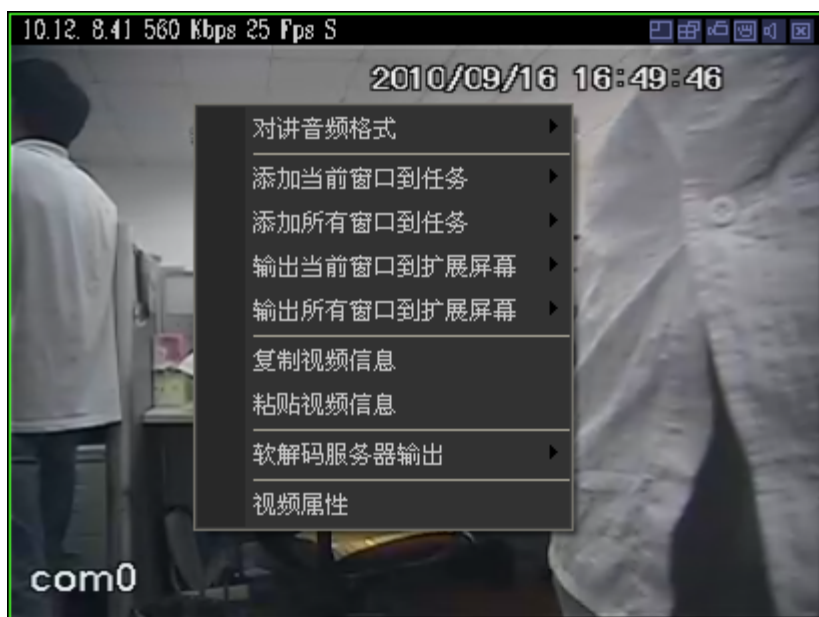 10.12. 8.41 560 Kbps 25 Fps S
2010/09/16 16:49:46
对讲音频格式
添加当前窗口到任务
添加所有窗口到任务
输出当前窗口到扩展屏幕
输出所有窗口到扩展屏幕
复制视频信息
粘贴视频信息
软解码服务器输出
视频属性
com0